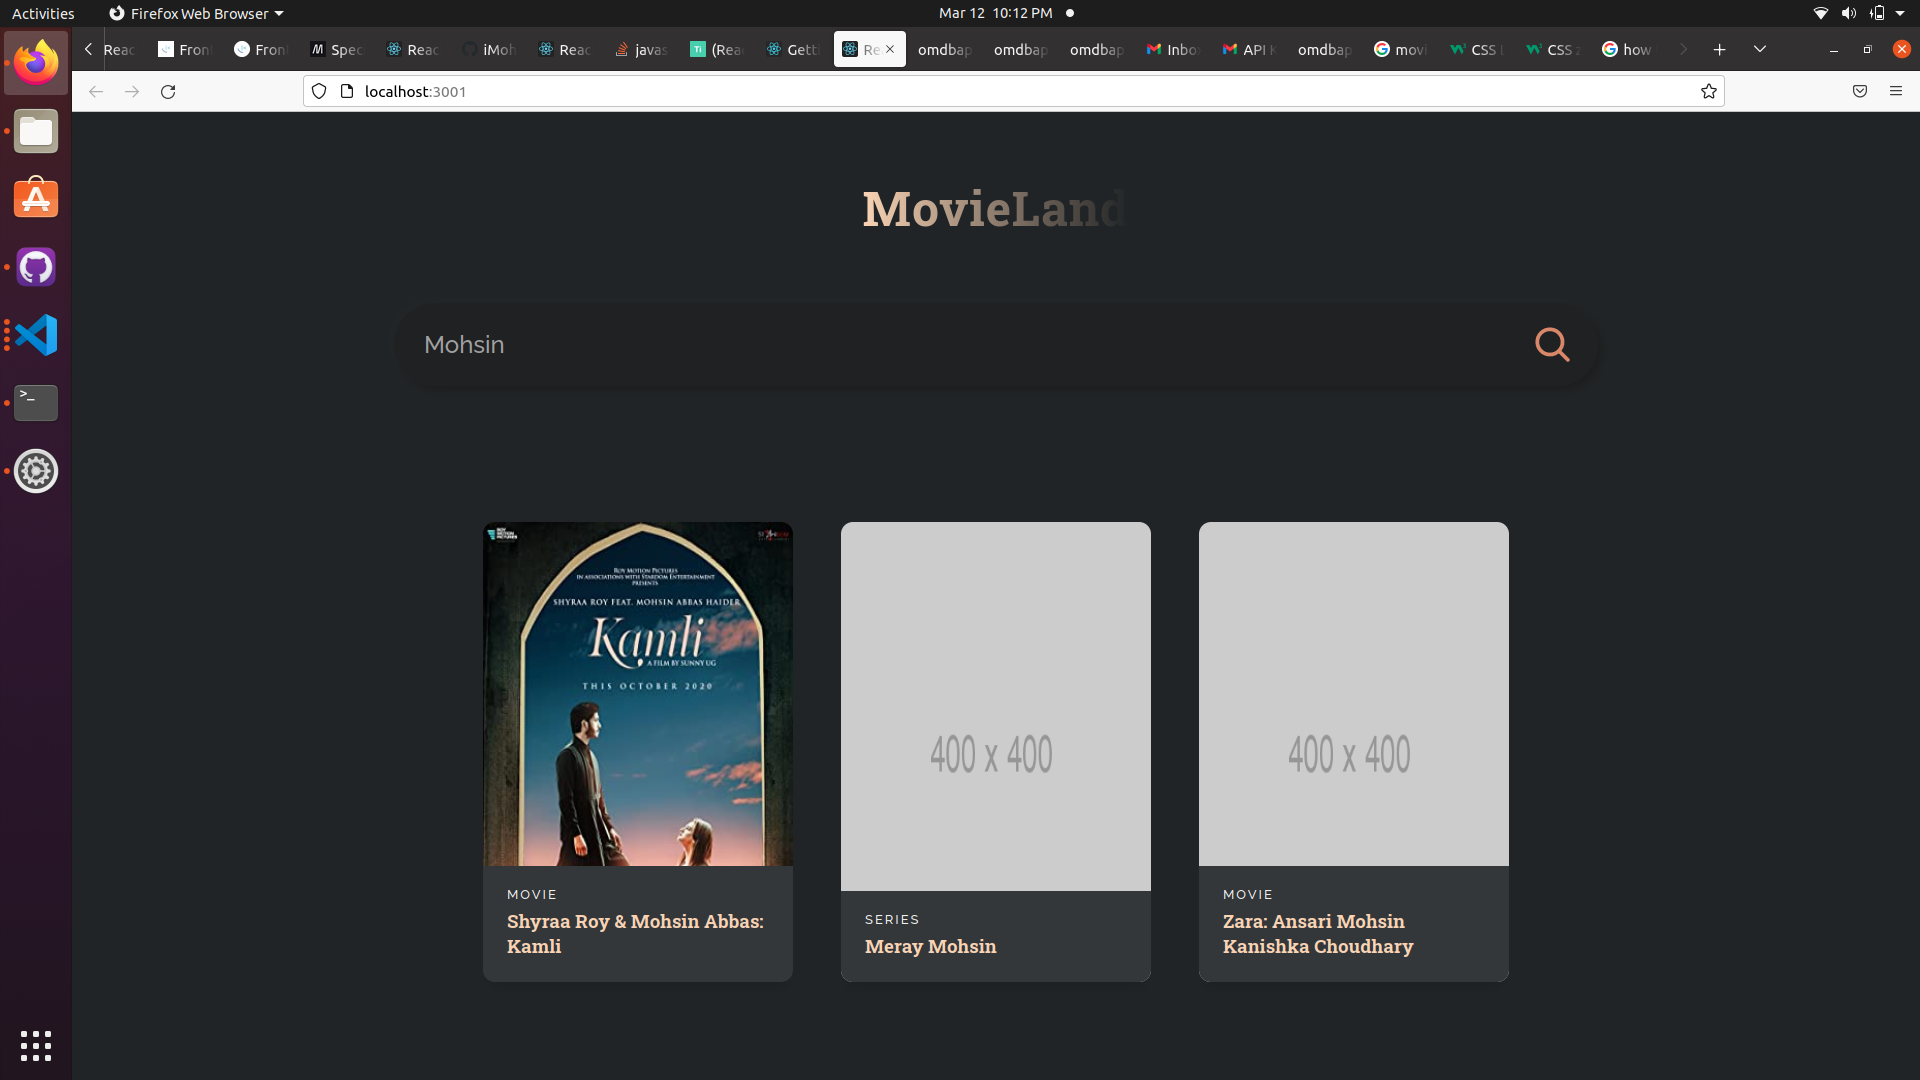 Activities
Firefox Web Browser
Mar 12 10:12 PM
Reac
Fron
Fron
Spec
Reac
iMoh
Reac
javas
(Rea
Getti
Re
omdbap
omdbap
omdbap
Inbo
API K
omdbap
movi
CSS L
CSS z
how
localhost:3001
MovieLand
Mohsin
ROY MOTION PICTURES
IN ASSOCIATIONS WITH STARDOM ENTERTAINMENT
PRESENTS
SHYRAA ROY FEAT. MOHSIN ABBAS HAIDER
Kamli
A FILM BY SUNNY UG
THIS OCTOBER 2020
MOVIE
Shyraa Roy & Mohsin Abbas:
Kamli
400 x 400
SERIES
Meray Mohsin
400 x 400
MOVIE
Zara: Ansari Mohsin
Kanishka Choudhary